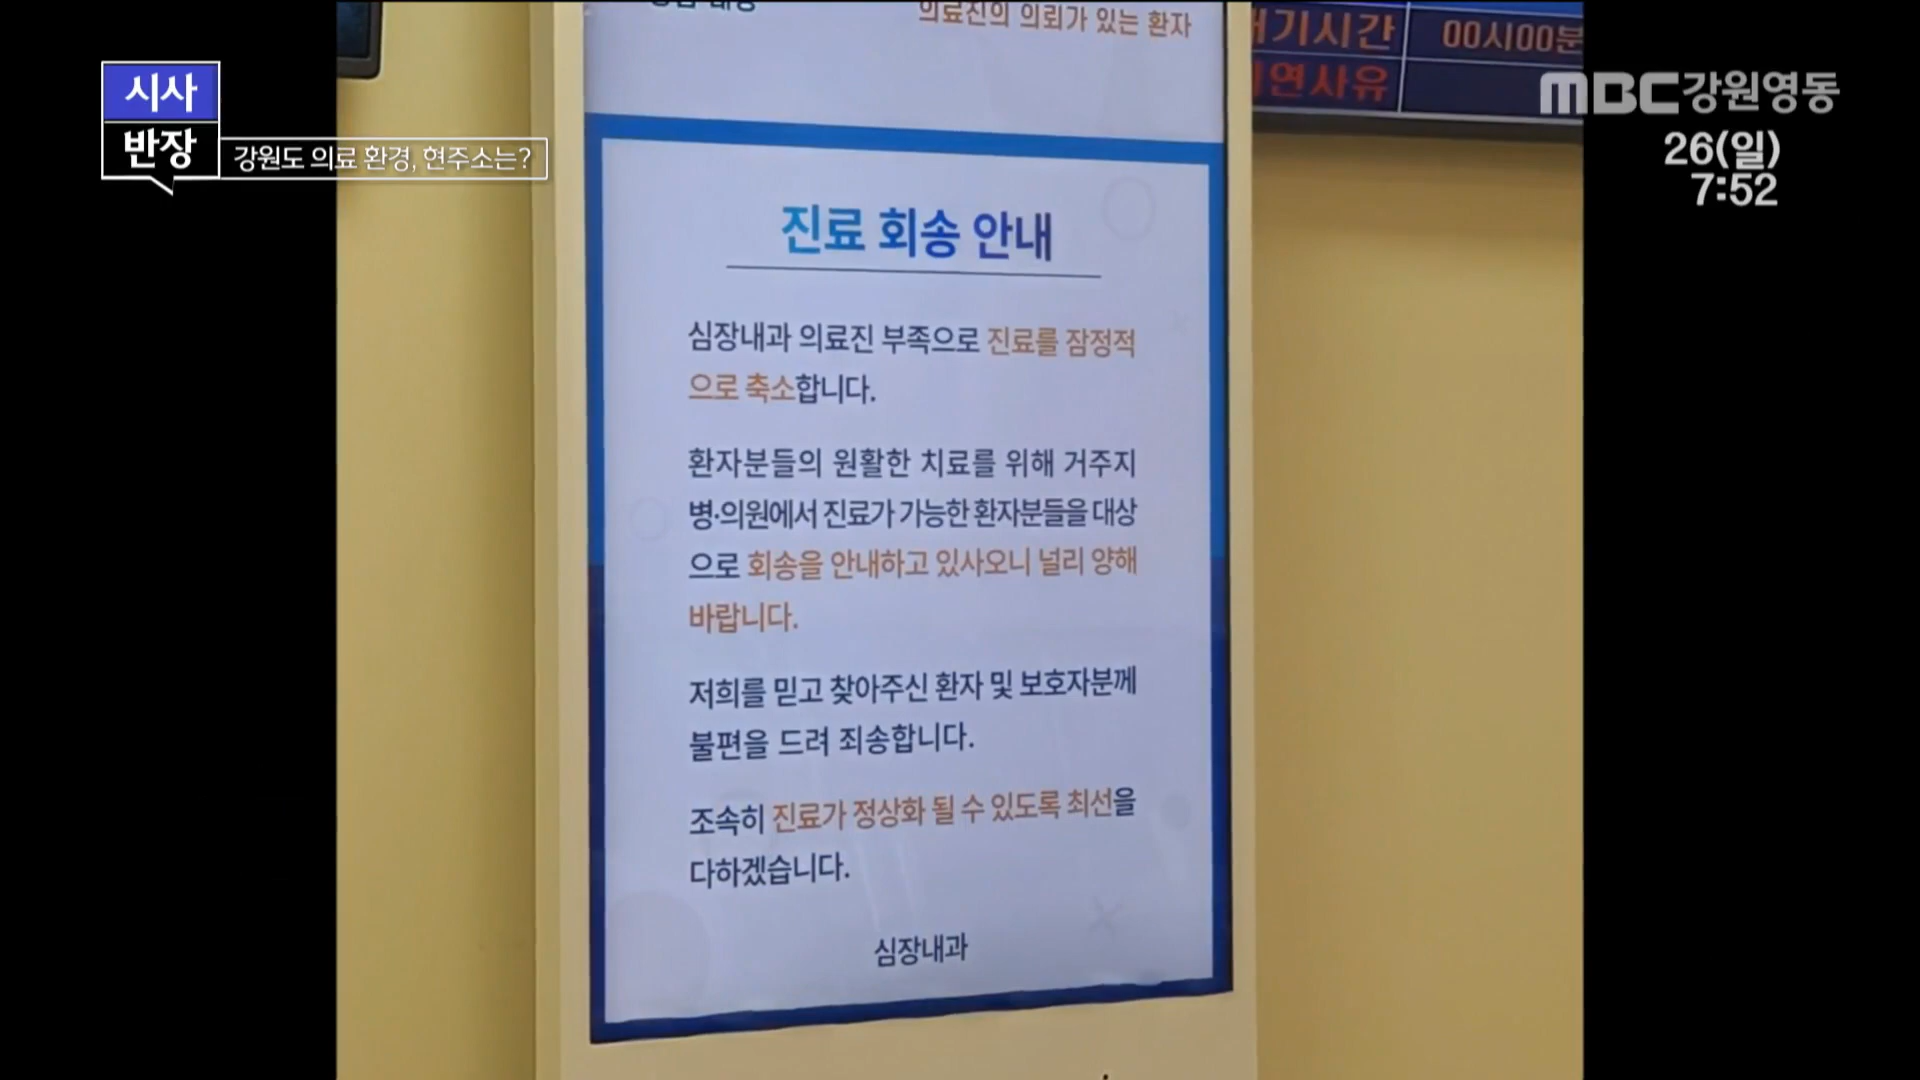 시사
반장
강원도 의료 환경, 현주소는?
MBC강원영동
26(일)
7:52
의료진의 의뢰가 있는 환자
기시간
00시00분
연사유
진료 회송 안내
심장내과 의료진 부족으로 진료를 잠정적
으로 축소합니다.
환자분들의 원활한 치료를 위해 거주지
병·의원에서 진료가 가능한 환자분들을 대상
으로 회송을 안내하고 있사오니 널리 양해
바랍니다.
저희를 믿고 찾아주신 환자 및 보호자분께
불편을 드려 죄송합니다.
조속히 진료가 정상화 될 수 있도록 최선을
다하겠습니다.
심장내과